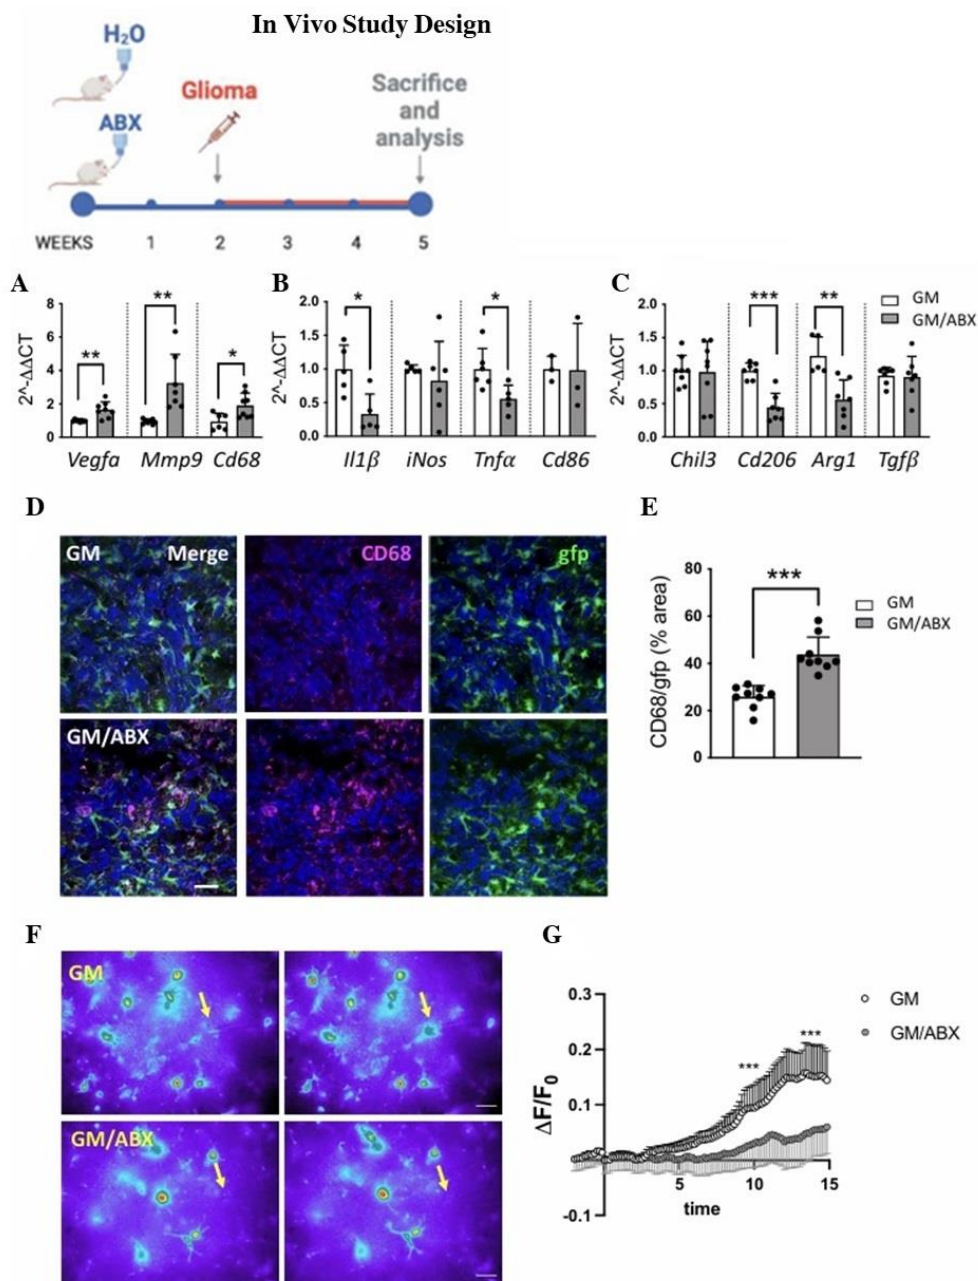 In Vivo Study Design
H₂O
ABX
Glioma
Sacrifice
and
analysis
WEEKS 1 2 3 4 5
A
2^-ΔΔCT
8
6
4
2
0
** ** *
Vegfa Mmp9 Cd68
B
2^-ΔΔCT
2.0
1.5
1.0
0.5
0.0
* *
Il1β iNos Tnfα Cd86
C
2^-ΔΔCT
2.0
1.5
1.0
0.5
0.0
*** **
Chil3 Cd206 Arg1 Tgfβ
GM
GM/ABX
D
GM Merge CD68 gfp
GM/ABX
E
CD68/gfp (% area)
80
60
40
20
0
***
GM
GM/ABX
F
GM
GM/ABX
G
ΔF/F₀
0.3
0.2
0.1
-0.1
5 10 15
time
*** ***
GM
GM/ABX